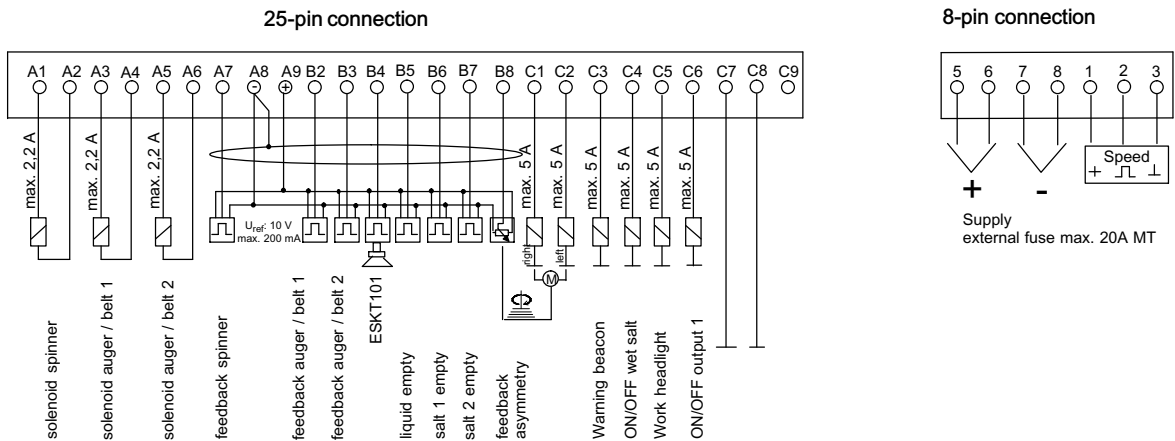 25-pin connection
8-pin connection
A1 A2 A3 A4 A5 A6 A7 A8 A9 B2 B3 B4 B5 B6 B7 B8 C1 C2 C3 C4 C5 C6 C7 C8 C9
- +
5 6 7 8 1 2 3
max. 2,2 A
max. 2,2 A
max. 2,2 A
max. 5 A
max. 5 A
max. 5 A
max. 5 A
max. 5 A
max. 5 A
Speed
+ ⊥
+ -
Supply
external fuse max. 20A MT
Uref: 10 V
max. 200 mA
right
left
M
solenoid spinner
solenoid auger / belt 1
solenoid auger / belt 2
feedback spinner
feedback auger / belt 1
feedback auger / belt 2
ESKT101
liquid empty
salt 1 empty
salt 2 empty
feedback
asymmetry
Warning beacon
ON/OFF wet salt
Work headlight
ON/OFF output 1